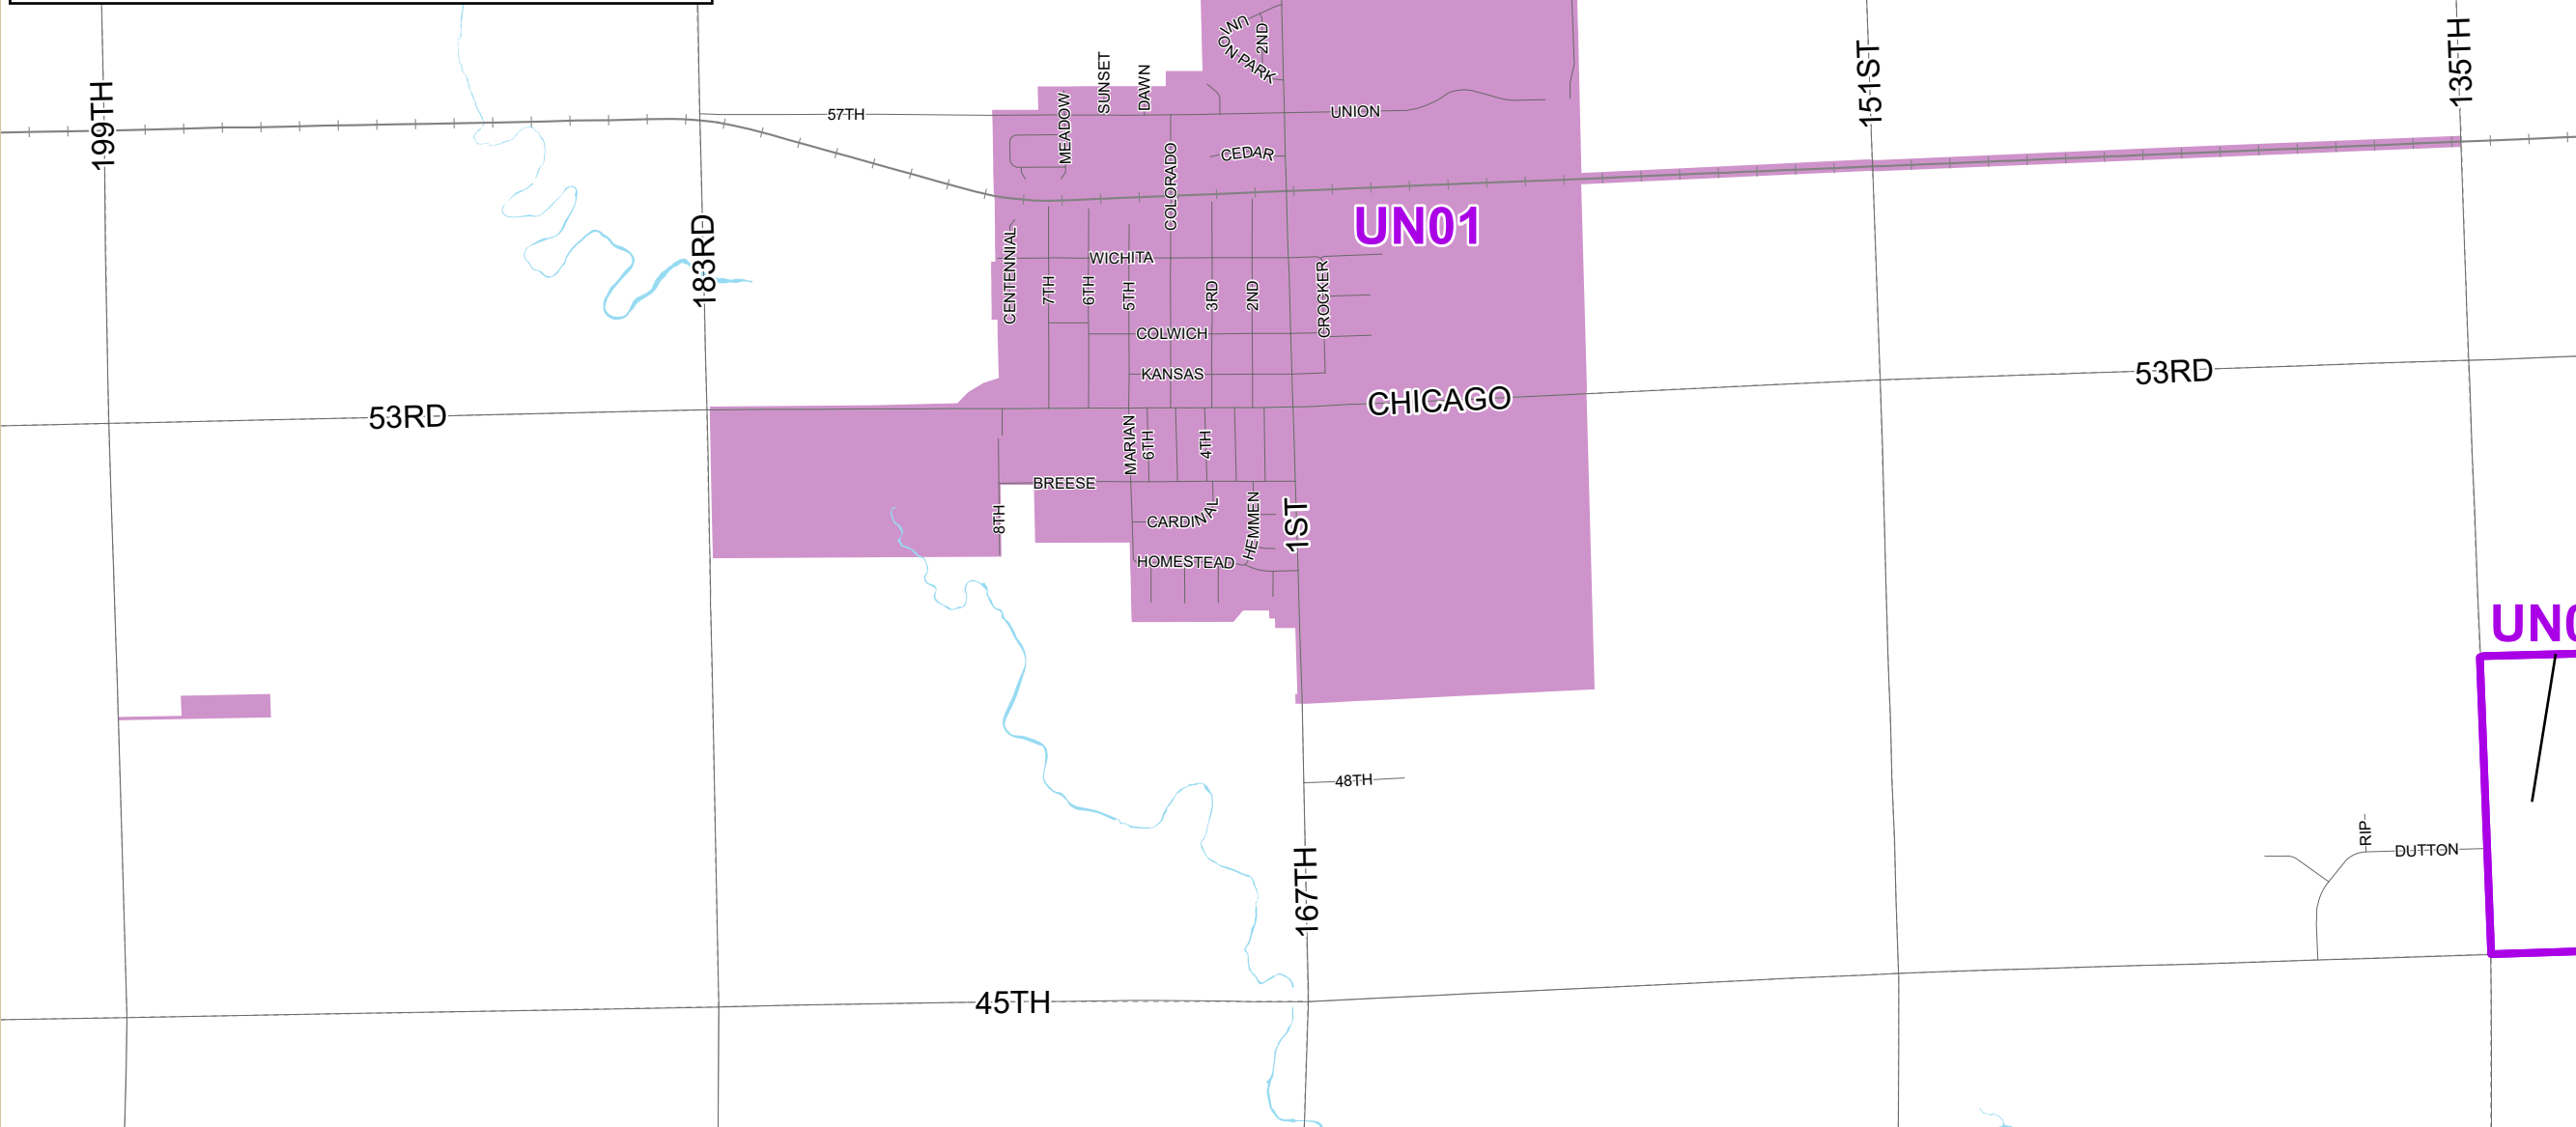 UNION PARK
2ND
SUNSET
DAWN
MEADOW
199TH
151ST
135TH
57TH
UNION
CEDAR
COLORADO
UN01
183RD
CENTENNIAL
WICHITA
7TH
6TH
5TH
3RD
2ND
CROCKER
COLWICH
KANSAS
53RD
CHICAGO
53RD
MARIAN
6TH
4TH
BREESE
8TH
CARDINAL
HEMMEN
1ST
HOMESTEAD
UN0
48TH
RIP
DUTTON
167TH
45TH